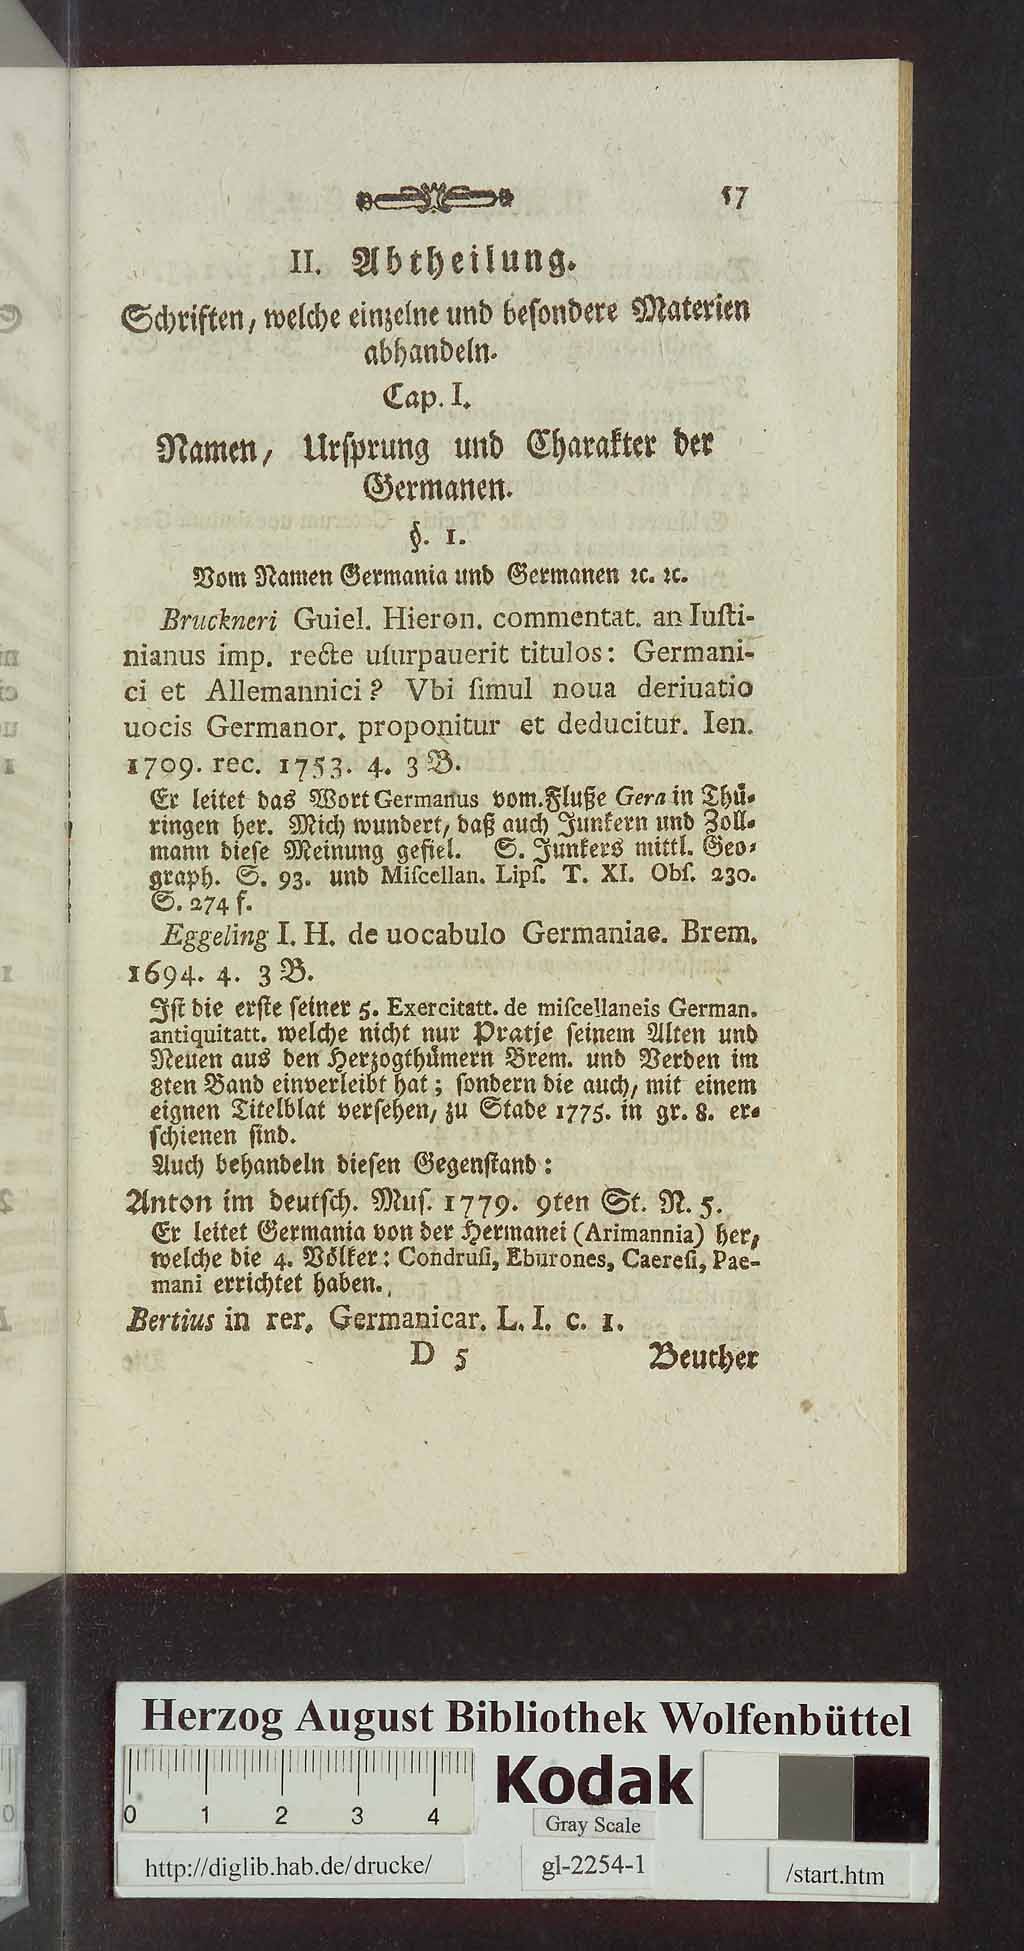 57
II. Abtheilung.
Schriften, welche einzelne und besondere Materien
abhandeln.
Cap. I.
Namen, Ursprung und Charakter der
Germanen.
§. 1.
Vom Namen Germania und Germanen ꝛc. ꝛc.
Bruckneri Guiel. Hieron. commentat. an Iusti-
nianus imp. recte usurpauerit titulos: Germani-
ci et Allemannici? Vbi simul noua deriuatio
uocis Germanor. proponitur et deducitur. Ien.
1709. rec. 1753. 4. 3 B.
Er leitet das Wort Germanus vom Fluße Gera in Thü-
ringen her. Mich wundert, daß auch Junkern und Zoll-
mann diese Meinung gefiel. S. Junkers mittl. Geo-
graph. S. 93. und Miscellan. Lips. T. XI. Obs. 230.
S. 274 f.
Eggeling I. H. de uocabulo Germaniae. Brem.
1694. 4. 3 B.
Ist die erste seiner 5. Exercitatt. de miscellaneis German.
antiquitatt. welche nicht nur Pratje seinem Alten und
Neuen aus den Herzogthümern Brem. und Verden im
8ten Band einverleibt hat; sondern die auch, mit einem
eignen Titelblat versehen, zu Stade 1775. in gr. 8. er-
schienen sind.
Auch behandeln diesen Gegenstand:
Anton im deutsch. Mus. 1779. 9ten St. N. 5.
Er leitet Germania von der Hermanei (Arimannia) her,
welche die 4. Völker: Condrusi, Eburones, Caeresi, Pae-
mani errichtet haben.
Bertius in rer. Germanicar. L. I. c. 1.
D 5 Beuther
Herzog August Bibliothek Wolfenbüttel
0 1 2 3 4
Kodak
Gray Scale
http://diglib.hab.de/drucke/ gl-2254-1 /start.htm